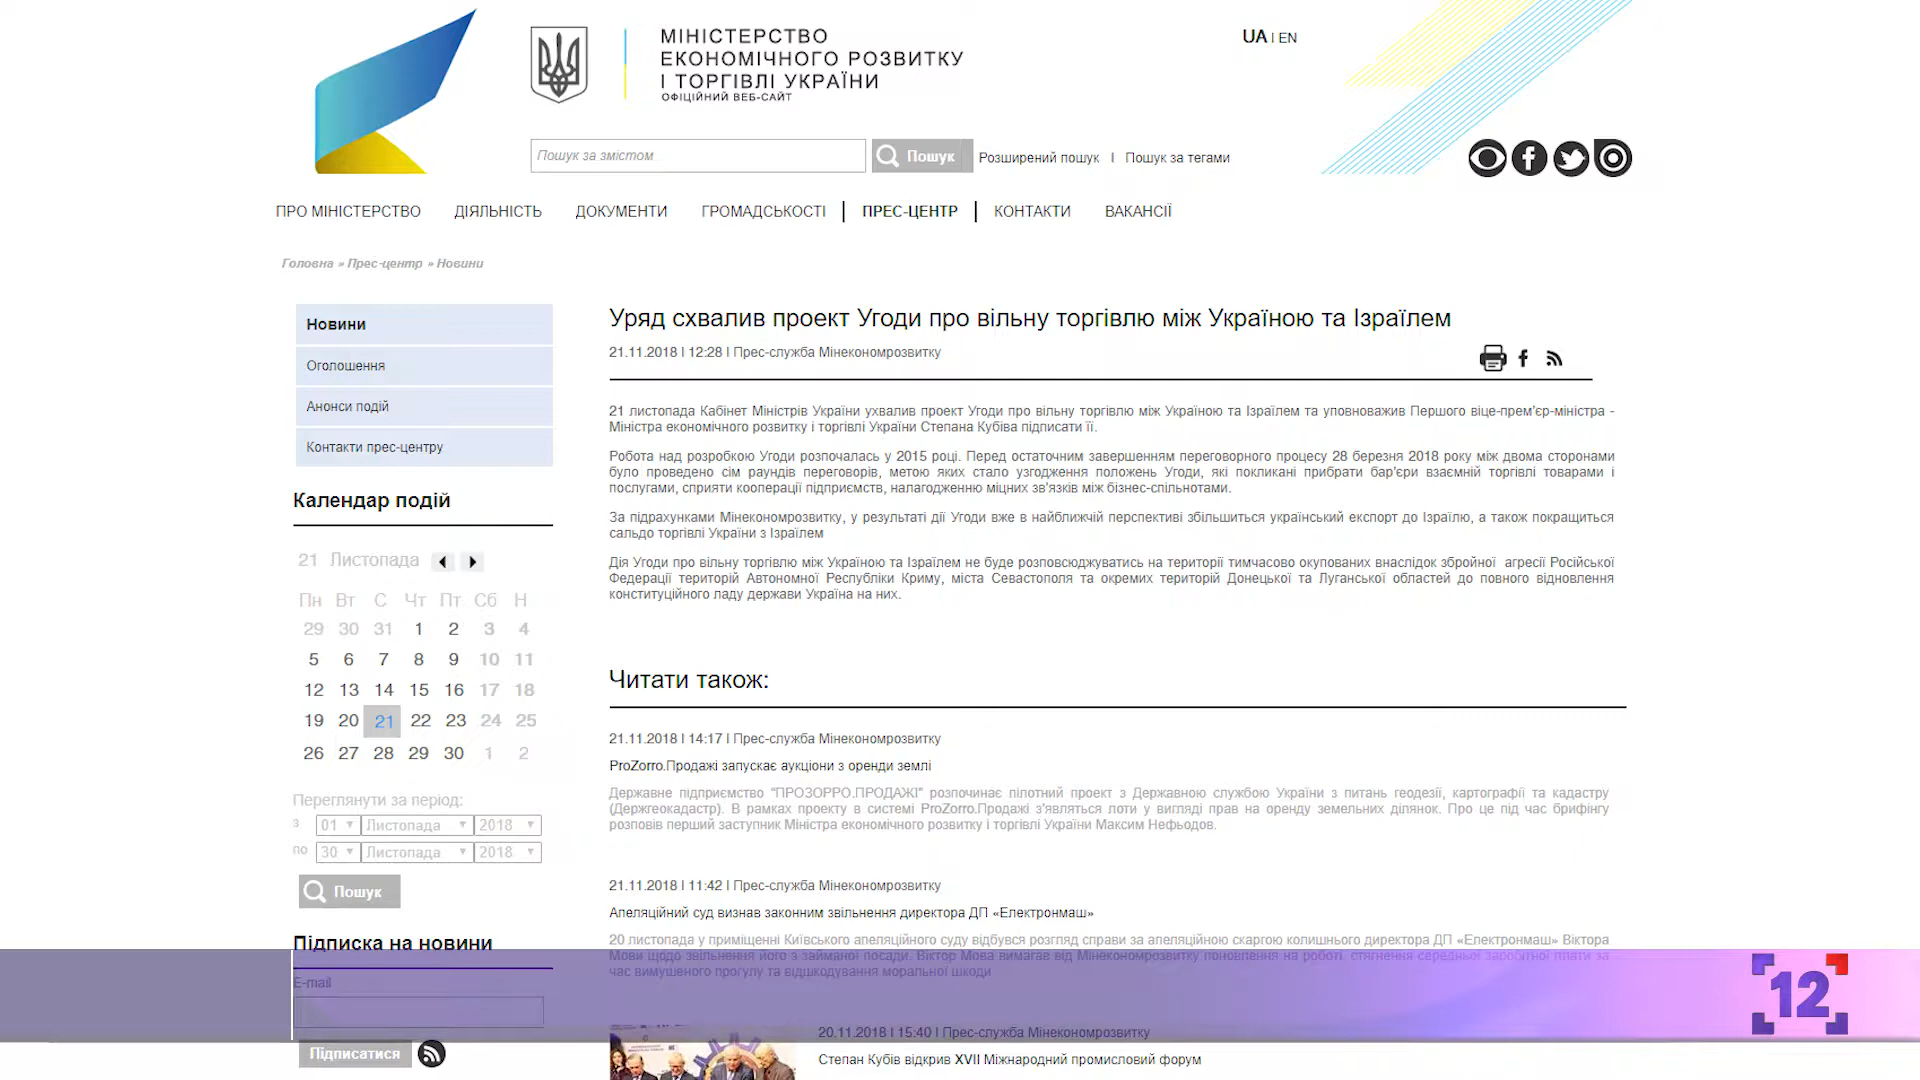 МІНІСТЕРСТВО
ЕКОНОМІЧНОГО РОЗВИТКУ
І ТОРГІВЛІ УКРАЇНИ
ОФІЦІЙНИЙ ВЕБ-САЙТ
UA | EN
Пошук за змістом
Пошук
Розширений пошук | Пошук за тегами
ПРО МІНІСТЕРСТВО ДІЯЛЬНІСТЬ ДОКУМЕНТИ ГРОМАДСЬКОСТІ ПРЕС-ЦЕНТР КОНТАКТИ ВАКАНСІЇ
Головна » Прес-центр » Новини
Новини
Оголошення
Анонси подій
Контакти прес-центру
Календар подій
21 Листопада
Пн Вт С Чт Пт Сб Н
29 30 31 1 2 3 4
5 6 7 8 9 10 11
12 13 14 15 16 17 18
19 20 21 22 23 24 25
26 27 28 29 30 1 2
Переглянути за період:
з 01 Листопада 2018
по 30 Листопада 2018
Пошук
Підписка на новини
E-mail
Підписатися
Уряд схвалив проект Угоди про вільну торгівлю між Україною та Ізраїлем
21.11.2018 | 12:28 | Прес-служба Мінекономрозвитку
21 листопада Кабінет Міністрів України ухвалив проект Угоди про вільну торгівлю між Україною та Ізраїлем та уповноважив Першого віце-прем'єр-міністра -
Міністра економічного розвитку і торгівлі України Степана Кубіва підписати її.
Робота над розробкою Угоди розпочалась у 2015 році. Перед остаточним завершенням переговорного процесу 28 березня 2018 року між двома сторонами
було проведено сім раундів переговорів, метою яких стало узгодження положень Угоди, які покликані прибрати бар'єри взаємній торгівлі товарами і
послугами, сприяти кооперації підприємств, налагодженню міцних зв'язків між бізнес-спільнотами.
За підрахунками Мінекономрозвитку, у результаті дії Угоди вже в найближчій перспективі збільшиться український експорт до Ізраїлю, а також покращиться
сальдо торгівлі України з Ізраїлем
Дія Угоди про вільну торгівлю між Україною та Ізраїлем не буде розповсюджуватись на території тимчасово окупованих внаслідок збройної агресії Російської
Федерації територій Автономної Республіки Криму, міста Севастополя та окремих територій Донецької та Луганської областей до повного відновлення
конституційного ладу держави Україна на них.
Читати також:
21.11.2018 | 14:17 | Прес-служба Мінекономрозвитку
ProZorro.Продажі запускає аукціони з оренди землі
Державне підприємство "ПРОЗОРРО.ПРОДАЖІ" розпочинає пілотний проект з Державною службою України з питань геодезії, картографії та кадастру
(Держгеокадастр). В рамках проекту в системі ProZorro.Продажі з'являться лоти у вигляді прав на оренду земельних ділянок. Про це під час брифінгу
розповів перший заступник Міністра економічного розвитку і торгівлі України Максим Нефьодов.
21.11.2018 | 11:42 | Прес-служба Мінекономрозвитку
Апеляційний суд визнав законним звільнення директора ДП «Електронмаш»
20 листопада у приміщенні Київського апеляційного суду відбувся розгляд справи за апеляційною скаргою колишнього директора ДП «Електронмаш» Віктора
Мови щодо звільнення його з займаної посади. Віктор Мова вимагає від Мінекономрозвитку поновлення на роботі, стягнення середньої заробітної плати за
час вимушеного прогулу та відшкодування моральної шкоди
20.11.2018 | 15:40 | Прес-служба Мінекономрозвитку
Степан Кубів відкрив XVII Міжнародний промисловий форум
12